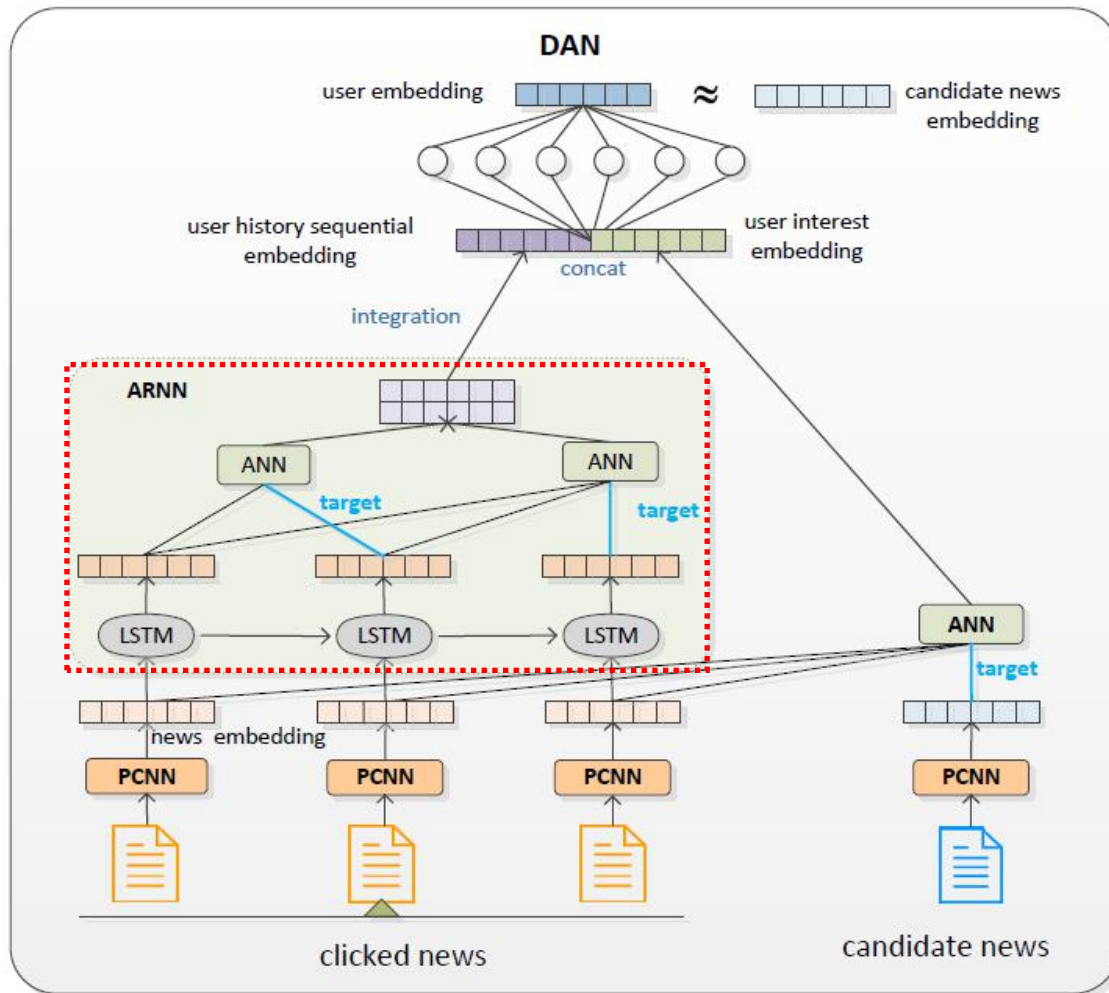 DAN
user embedding
≈
candidate news
embedding
user history sequential
embedding
user interest
embedding
concat
integration
ARNN
ANN
ANN
target
target
LSTM
LSTM
LSTM
ANN
target
news embedding
PCNN
PCNN
PCNN
PCNN
clicked news
candidate news